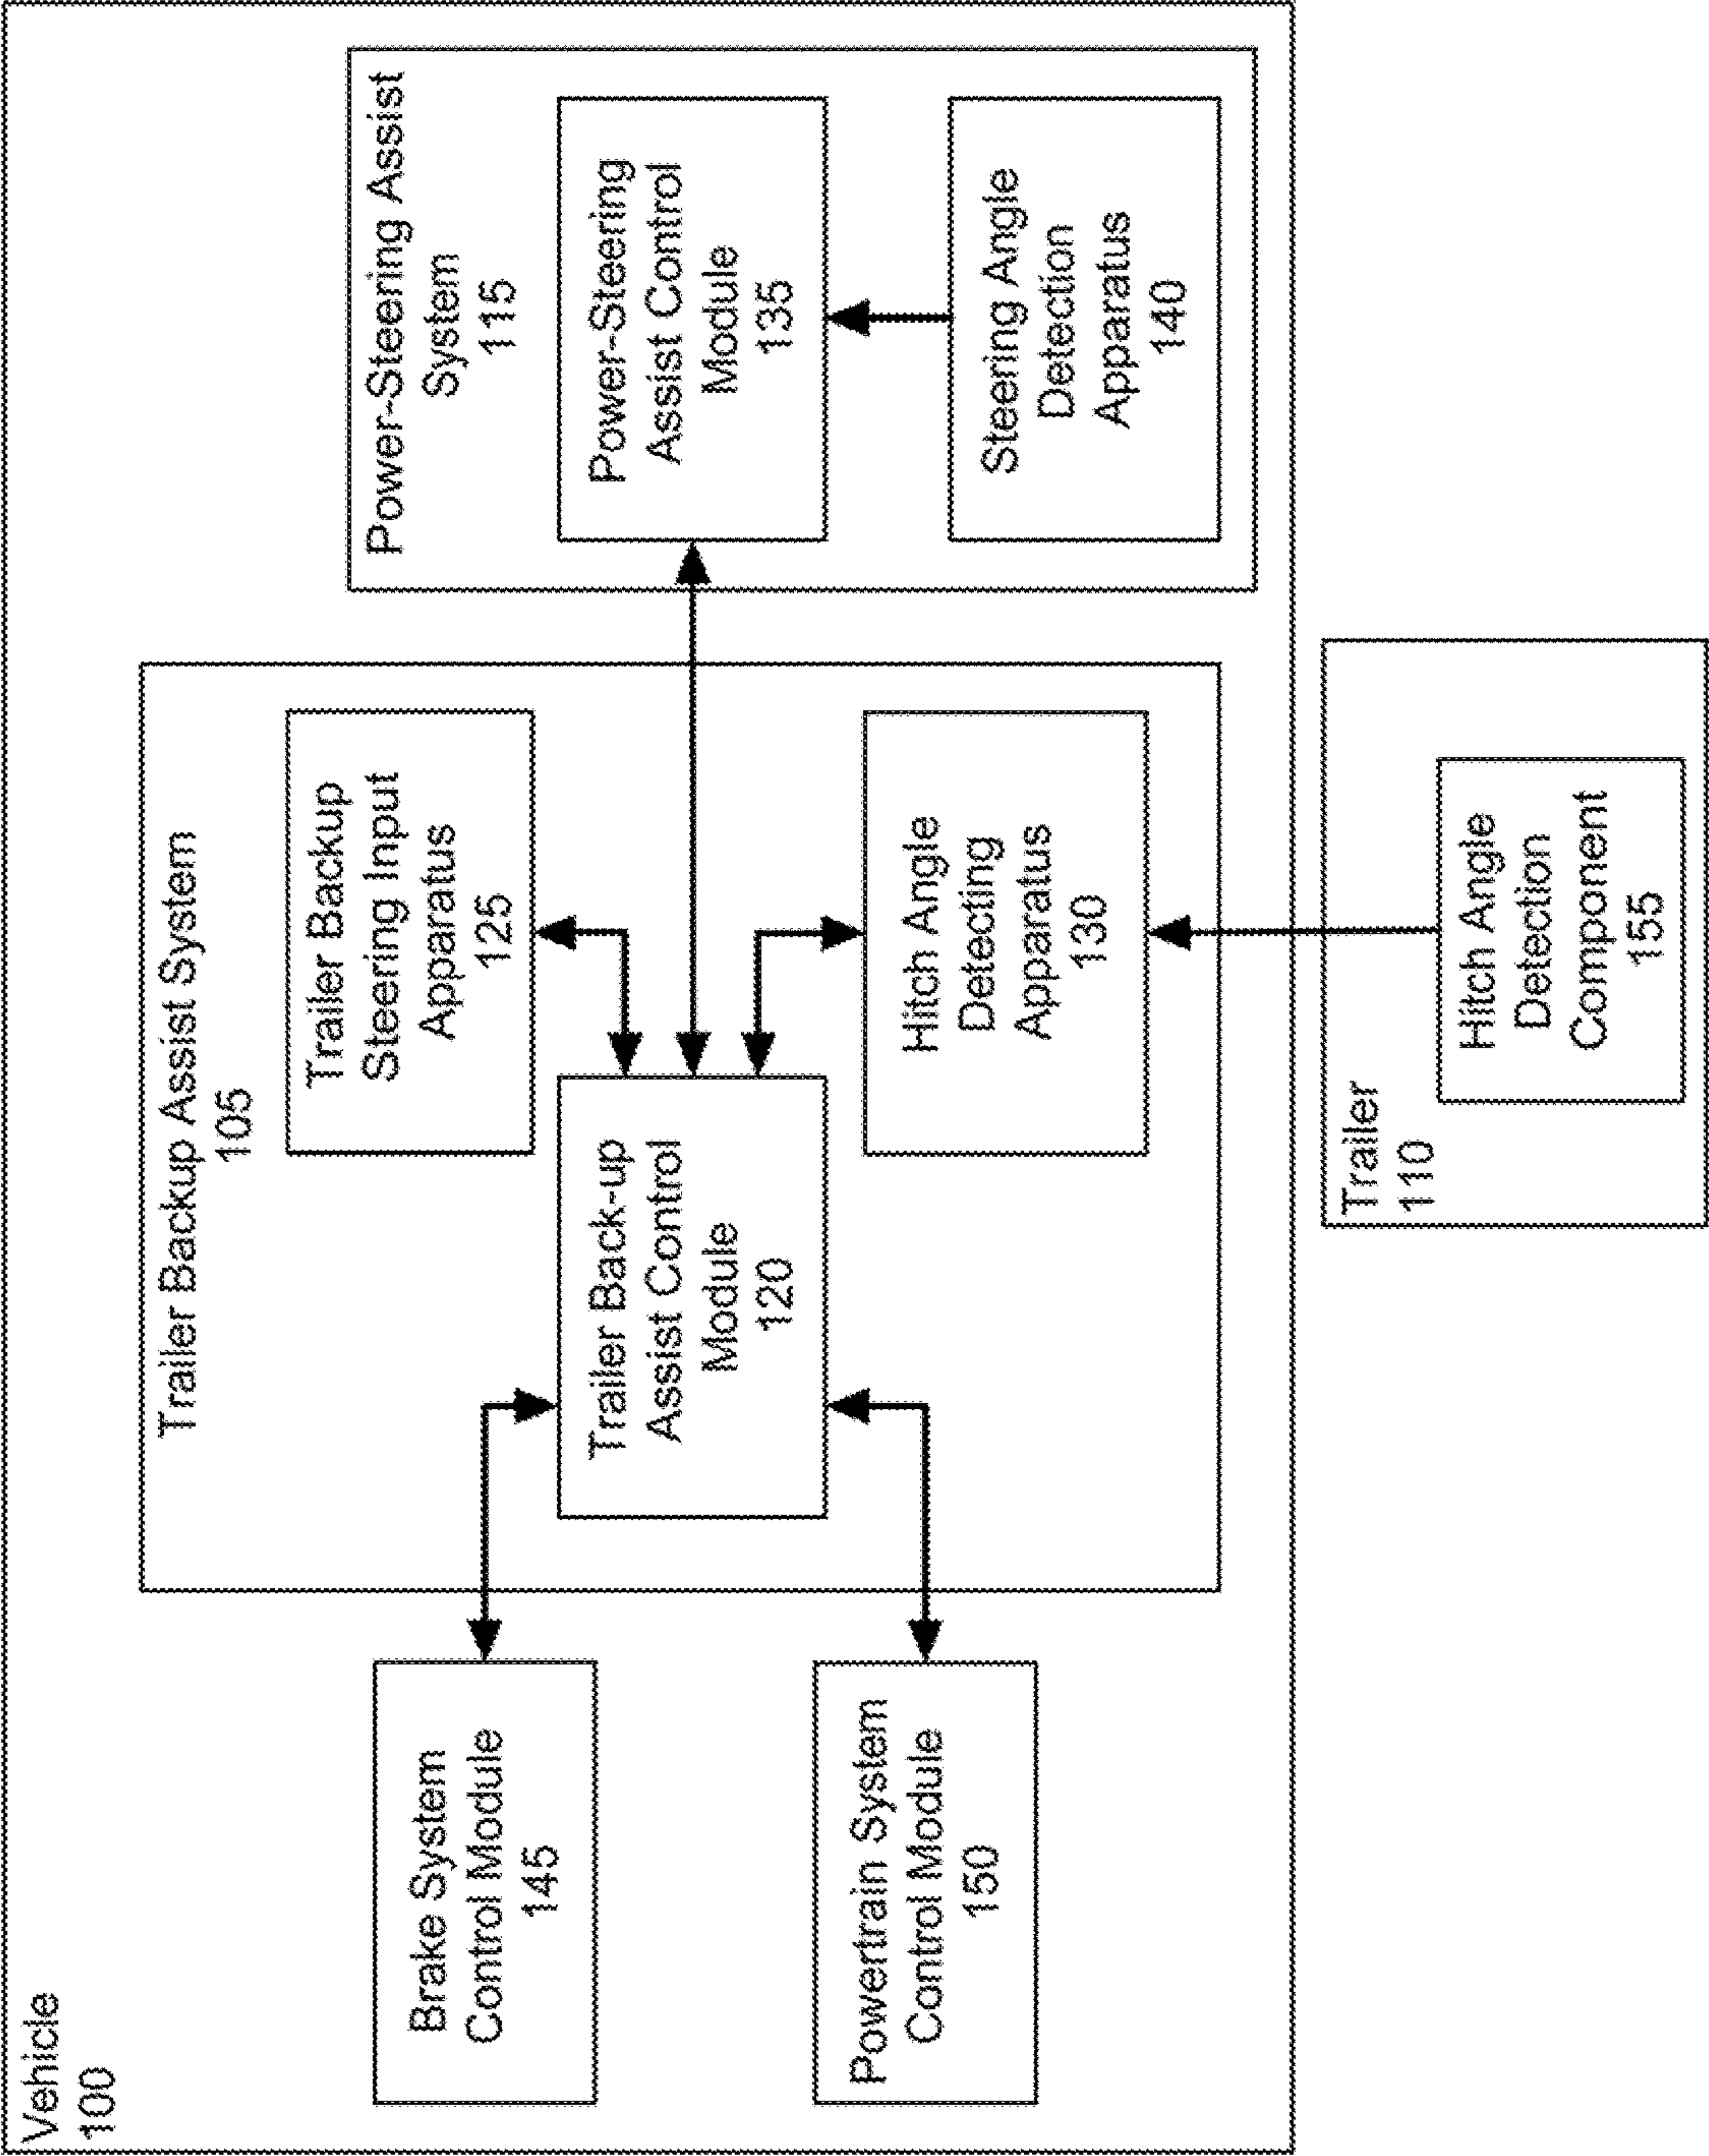 Vehicle
100
Trailer Backup Assist System
105
Power-Steering Assist
System
115
Brake System
Control Module
145
Trailer Backup
Steering Input
Apparatus
125
Trailer Back-up
Assist Control
Module
120
Power-Steering
Assist Control
Module
135
Powertrain System
Control Module
150
Hitch Angle
Detecting
Apparatus
130
Steering Angle
Detection
Apparatus
140
Trailer
110
Hitch Angle
Detection
Component
155